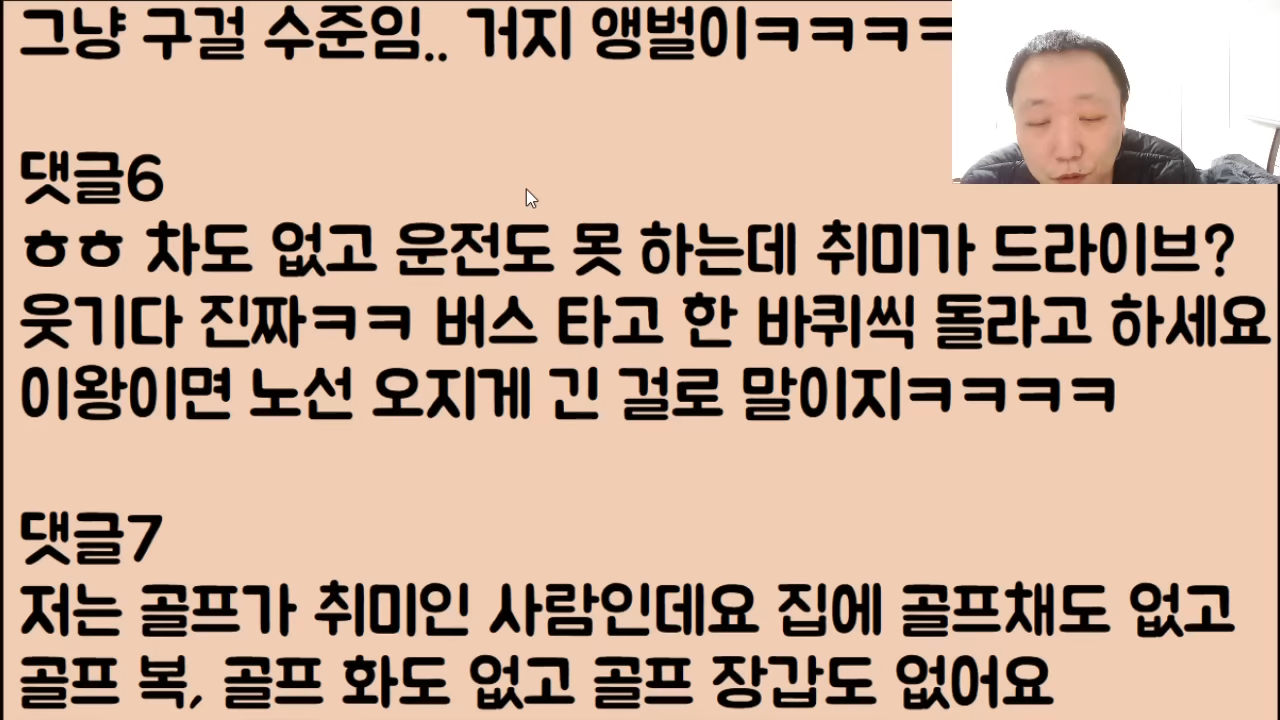 그냥 구걸 수준임.. 거지 앵벌이ㅋㅋㅋㅋ
댓글6
ㅎㅎ 차도 없고 운전도 못 하는데 취미가 드라이브?
웃기다 진짜ㅋㅋ 버스 타고 한 바퀴씩 돌라고 하세요
이왕이면 노선 오지게 긴 걸로 말이지ㅋㅋㅋㅋ
댓글7
저는 골프가 취미인 사람인데요 집에 골프채도 없고
골프 복, 골프 화도 없고 골프 장갑도 없어요